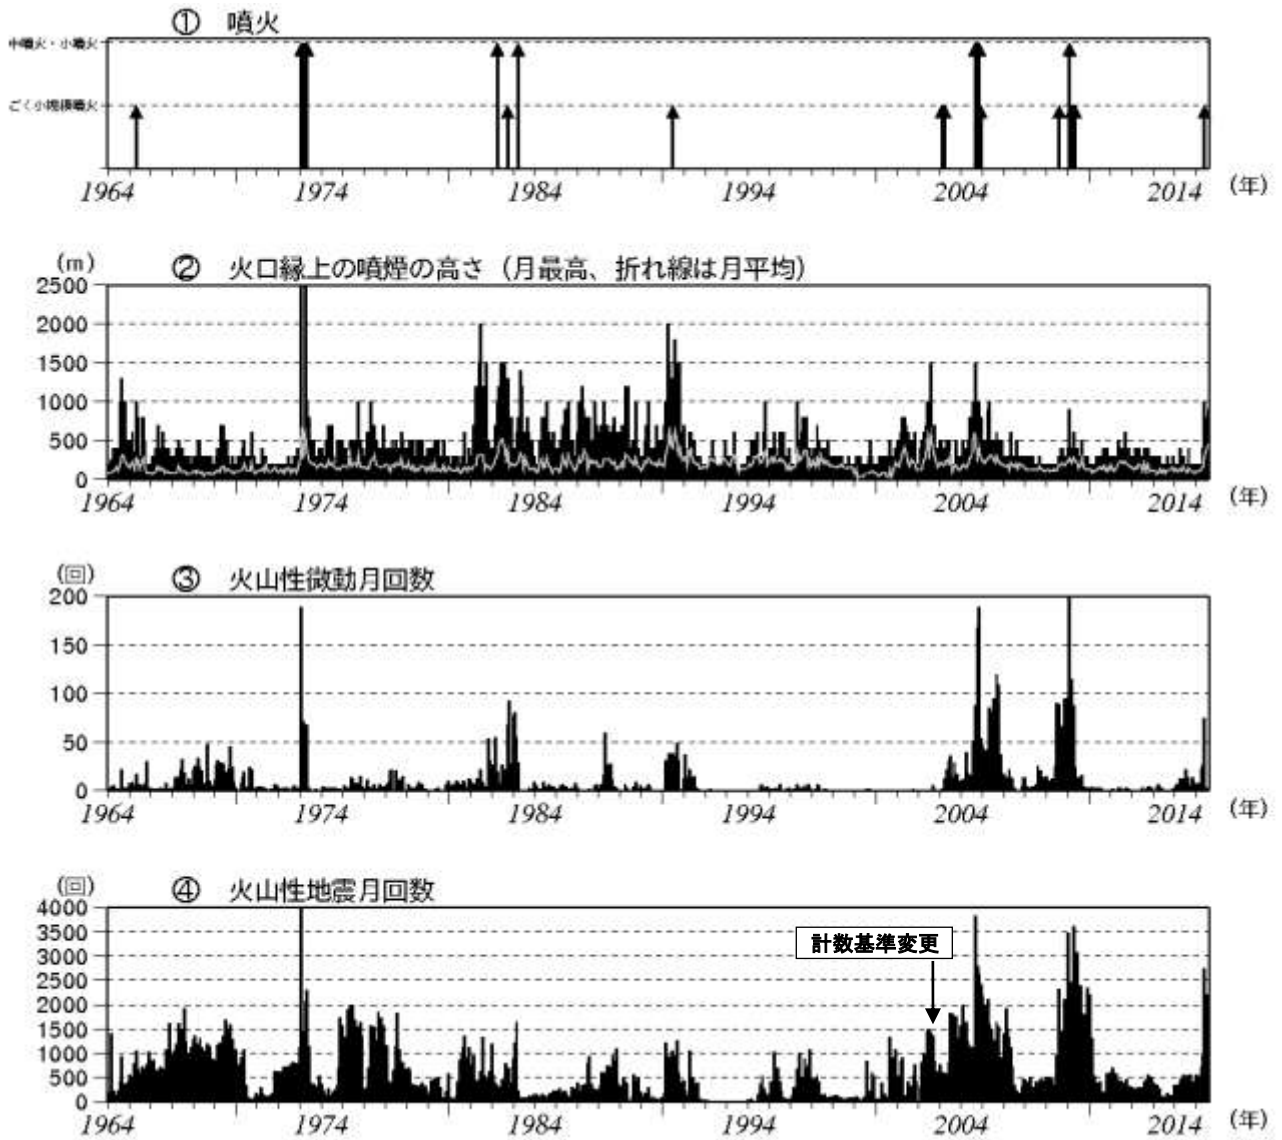 ① 噴火
中噴火・小噴火
ごく小規模噴火
1964 1974 1984 1994 2004 2014 (年)
(m) ② 火口縁上の噴煙の高さ（月最高、折れ線は月平均）
2500
2000
1500
1000
500
0
1964 1974 1984 1994 2004 2014 (年)
(回) ③ 火山性微動月回数
200
150
100
50
0
1964 1974 1984 1994 2004 2014 (年)
(回) ④ 火山性地震月回数
4000
3500
3000
2500
2000
1500
1000
500
0
計数基準変更
1964 1974 1984 1994 2004 2014 (年)